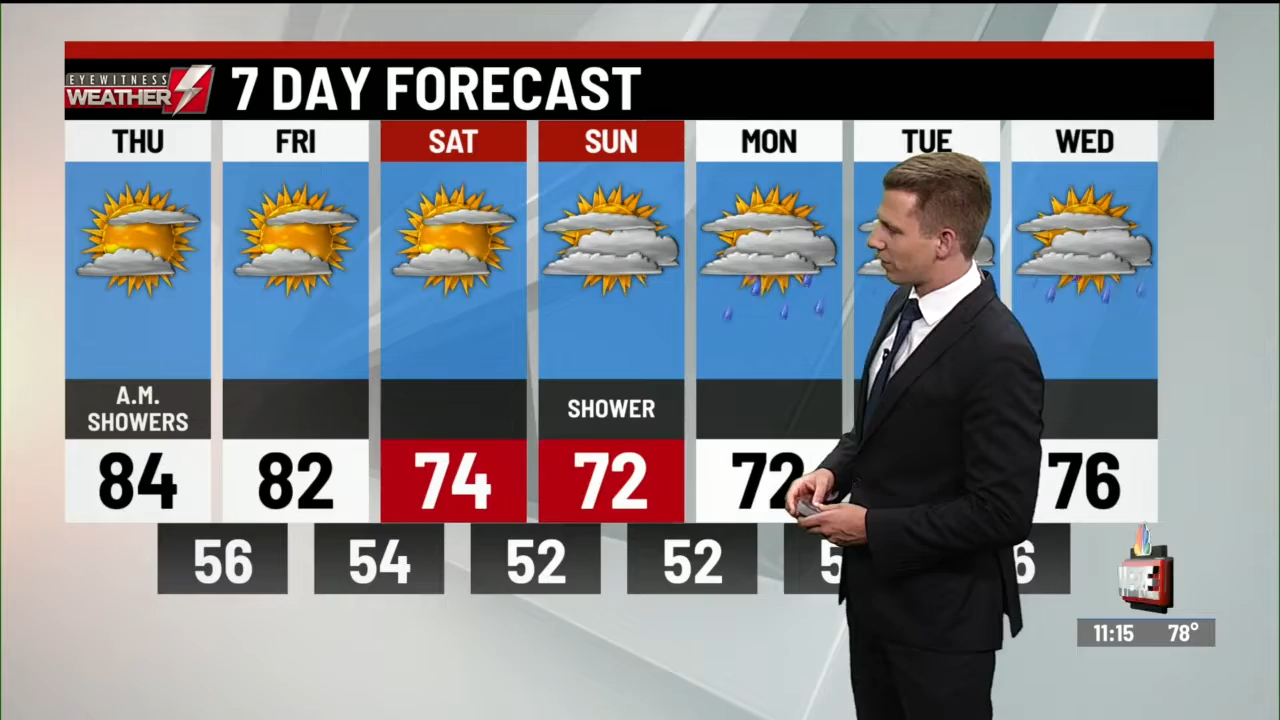 EYEWITNESS
WEATHER
7 DAY FORECAST
THU FRI SAT SUN MON TUE WED
A.M.
SHOWERS
SHOWER
84 82 74 72 72 76
56 54 52 52
11:15 78°